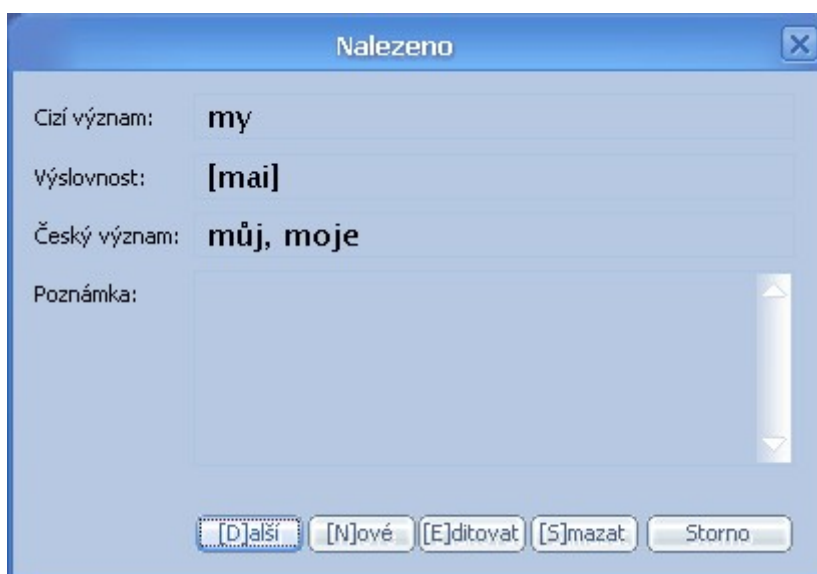 Nalezeno
Cizí význam: my
Výslovnost: [mai]
Český význam: můj, moje
Poznámka:
[D]alší [N]ové [E]ditovat [S]mazat Storno